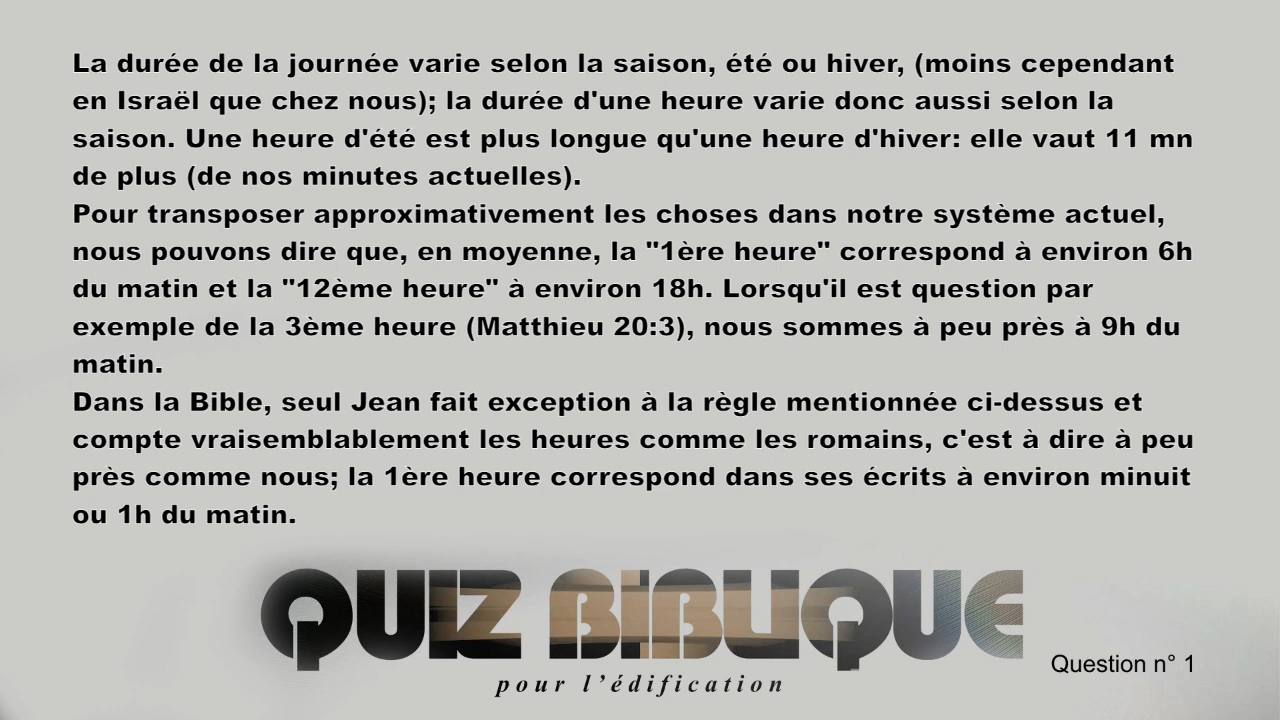 La durée de la journée varie selon la saison, été ou hiver, (moins cependant
en Israël que chez nous); la durée d'une heure varie donc aussi selon la
saison. Une heure d'été est plus longue qu'une heure d'hiver: elle vaut 11 mn
de plus (de nos minutes actuelles).
Pour transposer approximativement les choses dans notre système actuel,
nous pouvons dire que, en moyenne, la "1ère heure" correspond à environ 6h
du matin et la "12ème heure" à environ 18h. Lorsqu'il est question par
exemple de la 3ème heure (Matthieu 20:3), nous sommes à peu près à 9h du
matin.
Dans la Bible, seul Jean fait exception à la règle mentionnée ci-dessus et
compte vraisemblablement les heures comme les romains, c'est à dire à peu
près comme nous; la 1ère heure correspond dans ses écrits à environ minuit
ou 1h du matin.
QUIZ BIBLIQUE
pour l'édification
Question n° 1